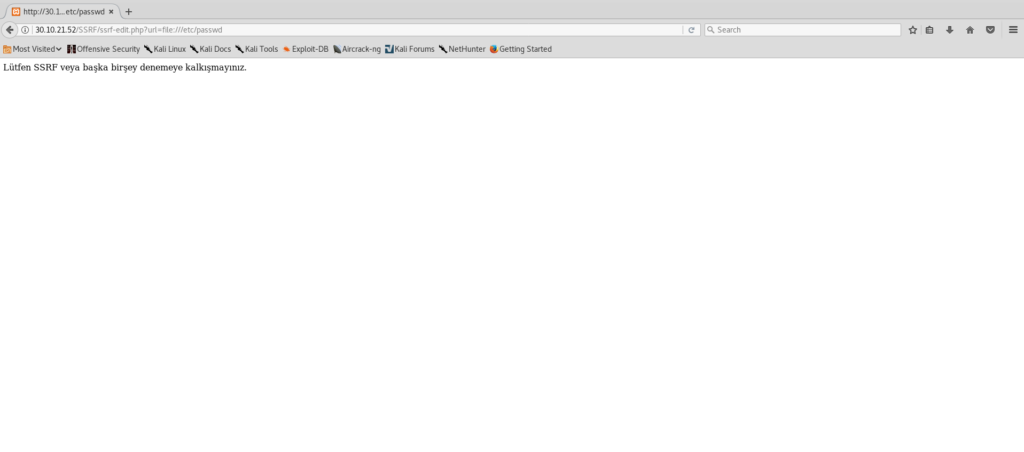 http://30.1...etc/passwd
30.10.21.52/SSRF/ssrf-edit.php?url=file:///etc/passwd
Search
Most Visited Offensive Security Kali Linux Kali Docs Kali Tools Exploit-DB Aircrack-ng Kali Forums NetHunter Getting Started
Lütfen SSRF veya başka birşey denemeye kalkışmayınız.